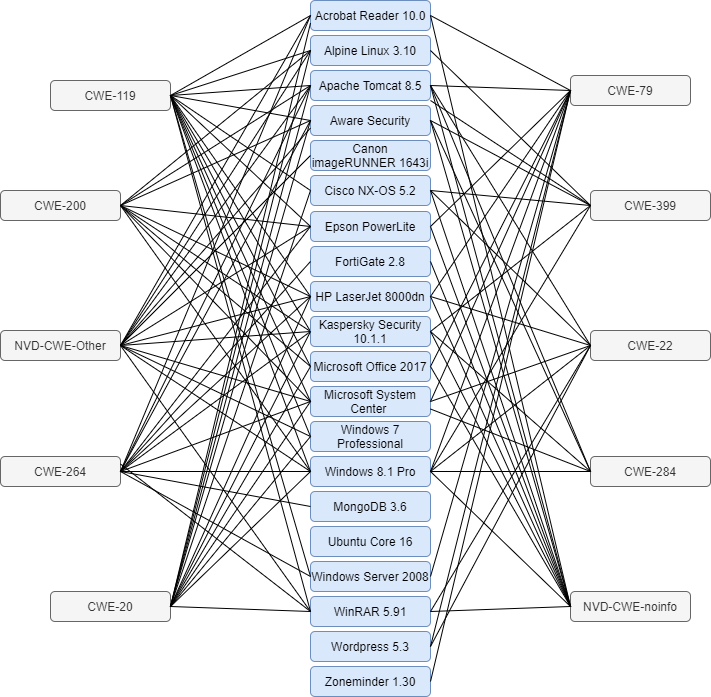 Acrobat Reader 10.0
Alpine Linux 3.10
Apache Tomcat 8.5
Aware Security
Canon
imageRUNNER 1643i
Cisco NX-OS 5.2
Epson PowerLite
FortiGate 2.8
HP LaserJet 8000dn
Kaspersky Security
10.1.1
Microsoft Office 2017
Microsoft System
Center
Windows 7
Professional
Windows 8.1 Pro
MongoDB 3.6
Ubuntu Core 16
Windows Server 2008
WinRAR 5.91
Wordpress 5.3
Zoneminder 1.30
CWE-119
CWE-200
NVD-CWE-Other
CWE-264
CWE-20
CWE-79
CWE-399
CWE-22
CWE-284
NVD-CWE-noinfo